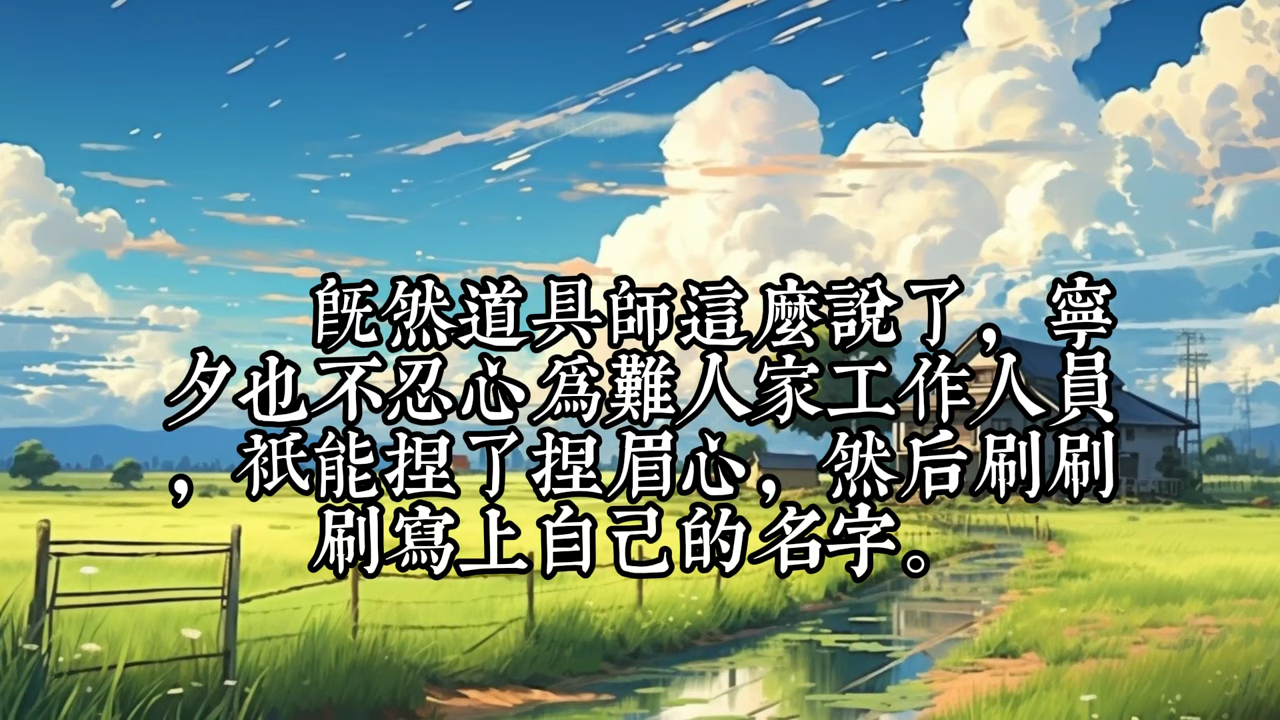 既然道具師這麼說了，寧
夕也不忍心為難人家工作人員
，祇能捏了捏眉心，然后刷刷
刷寫上自己的名字。